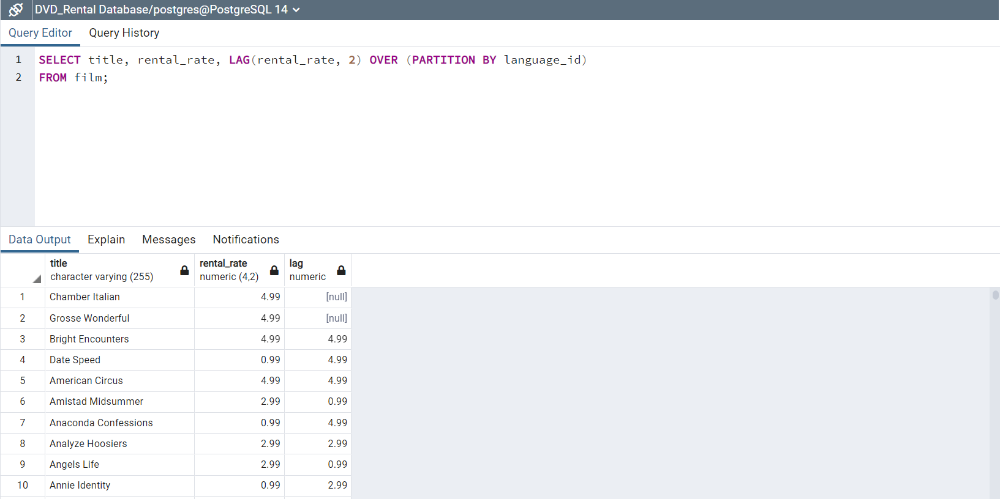 DVD_Rental Database/postgres@PostgreSQL 14
Query Editor Query History
1 SELECT title, rental_rate, LAG(rental_rate, 2) OVER (PARTITION BY language_id)
2 FROM film;
Data Output Explain Messages Notifications
title rental_rate lag
character varying (255) numeric (4,2) numeric
1 Chamber Italian 4.99 [null]
2 Grosse Wonderful 4.99 [null]
3 Bright Encounters 4.99 4.99
4 Date Speed 0.99 4.99
5 American Circus 4.99 4.99
6 Amistad Midsummer 2.99 0.99
7 Anaconda Confessions 0.99 4.99
8 Analyze Hoosiers 2.99 2.99
9 Angels Life 2.99 0.99
10 Annie Identity 0.99 2.99